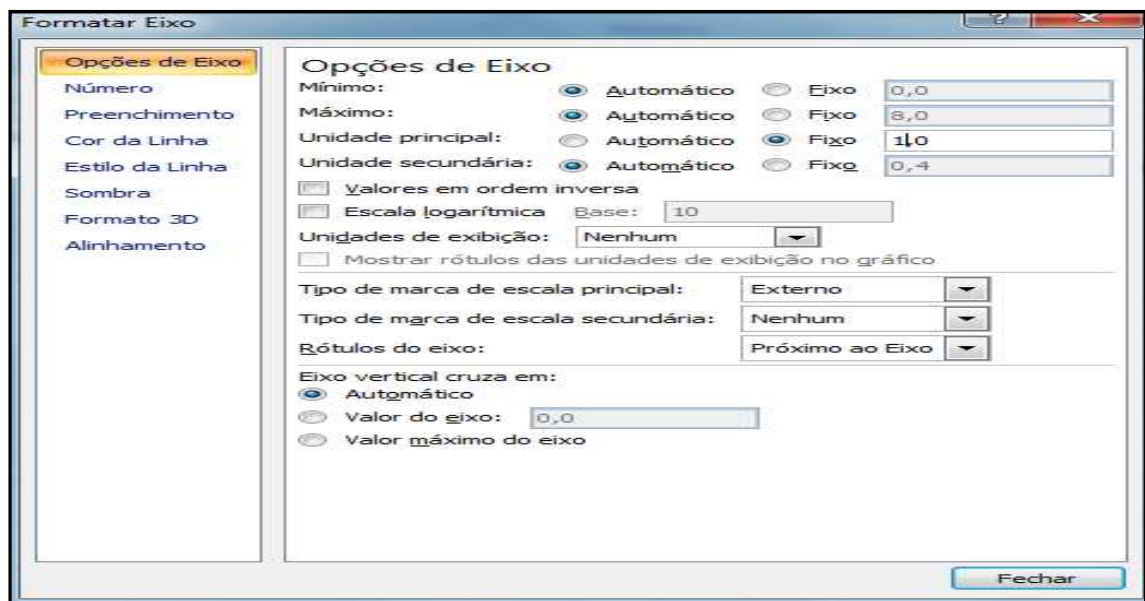 Formatar Eixo
Opções de Eixo
Número
Preenchimento
Cor da Linha
Estilo da Linha
Sombra
Formato 3D
Alinhamento
Opções de Eixo
Mínimo: Automático Fixo 0,0
Máximo: Automático Fixo 8,0
Unidade principal: Automático Fixo 1,0
Unidade secundária: Automático Fixo 0,4
Valores em ordem inversa
Escala logarítmica Base: 10
Unidades de exibição: Nenhum
Mostrar rótulos das unidades de exibição no gráfico
Tipo de marca de escala principal: Externo
Tipo de marca de escala secundária: Nenhum
Rótulos do eixo: Próximo ao Eixo
Eixo vertical cruza em:
Automático
Valor do eixo: 0,0
Valor máximo do eixo
Fechar